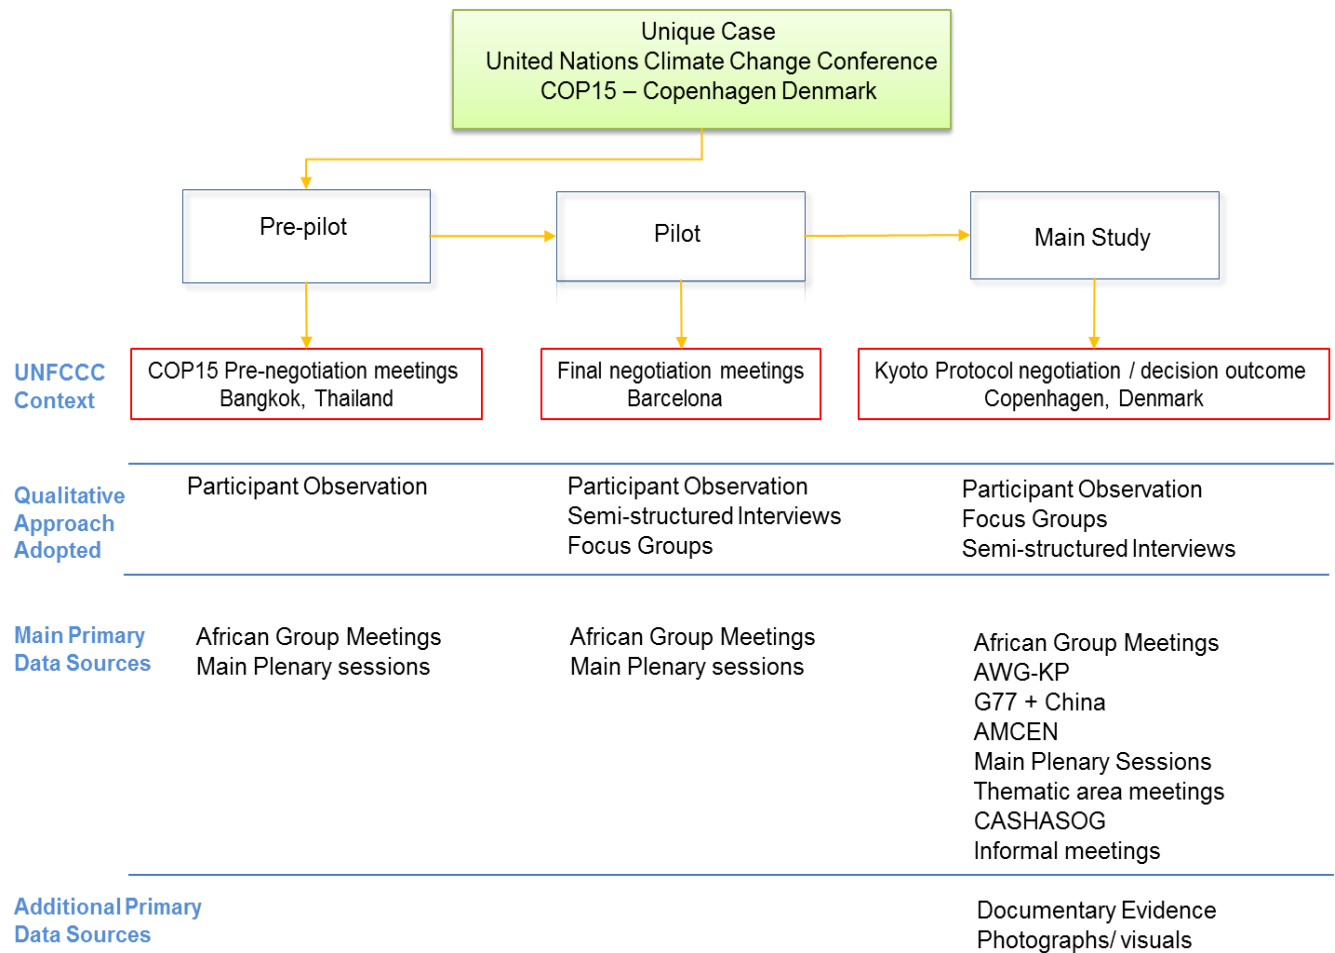 Unique Case
United Nations Climate Change Conference
COP15 – Copenhagen Denmark
Pre-pilot
Pilot
Main Study
UNFCCC
Context
COP15 Pre-negotiation meetings
Bangkok, Thailand
Final negotiation meetings
Barcelona
Kyoto Protocol negotiation / decision outcome
Copenhagen, Denmark
Qualitative
Approach
Adopted
Participant Observation
Participant Observation
Semi-structured Interviews
Focus Groups
Participant Observation
Focus Groups
Semi-structured Interviews
Main Primary
Data Sources
African Group Meetings
Main Plenary sessions
African Group Meetings
Main Plenary sessions
African Group Meetings
AWG-KP
G77 + China
AMCEN
Main Plenary Sessions
Thematic area meetings
CASHASOG
Informal meetings
Additional Primary
Data Sources
Documentary Evidence
Photographs/ visuals